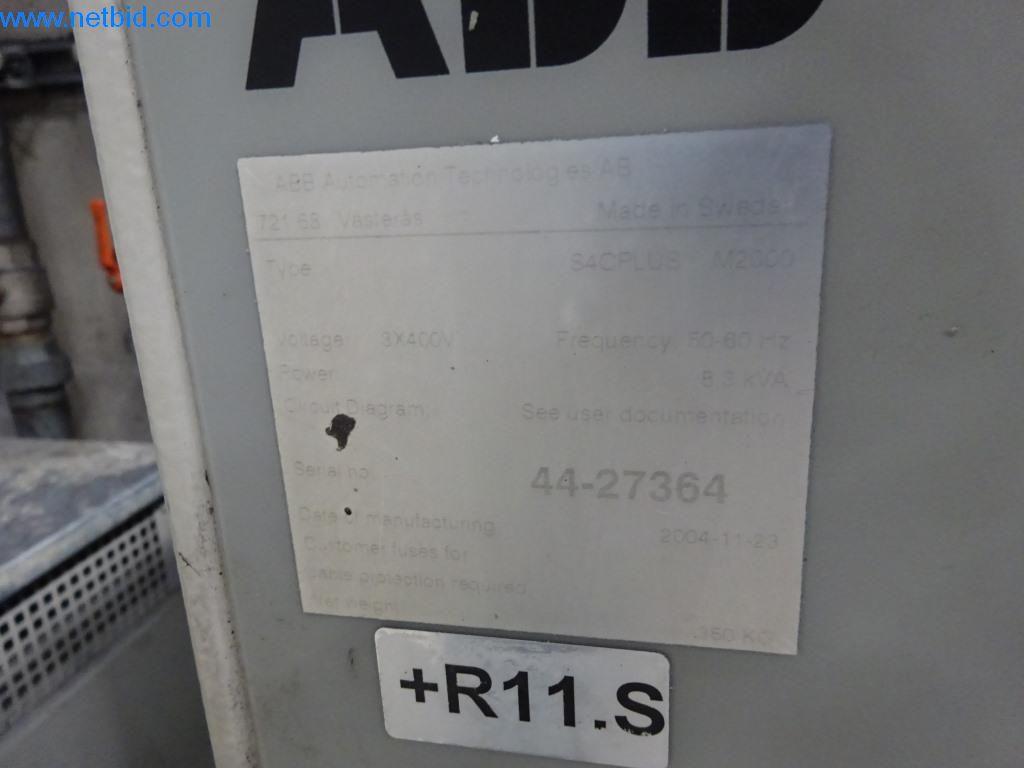 www.netbid.com
ABB
ABB Automation Technologies AB
721 68 Västerås Made in Sweden
Type S4CPLUS M2000
Voltage 3X400V Frequency 50-60 Hz
Power 8.3 kVA
Circuit Diagram: See user documentation
Serial no. 44-27364
Date of manufacturing 2004-11-23
Customer fuses for
cable protection required
Net weight 350 KG
+R11.S